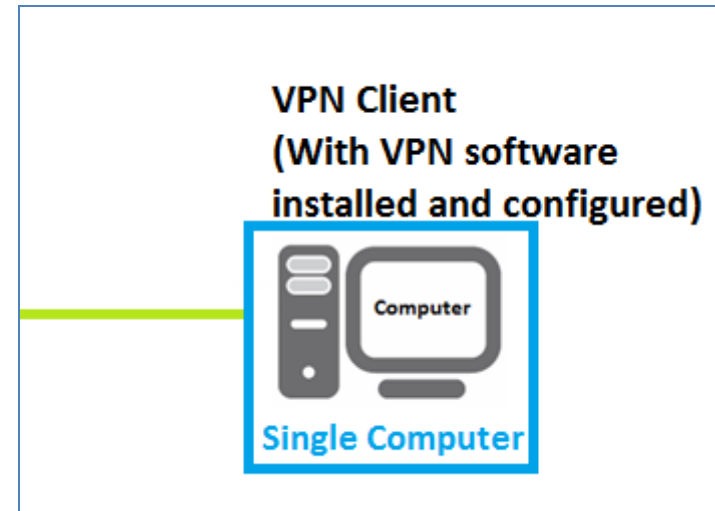 VPN Client
(With VPN software
installed and configured)
Computer
Single Computer